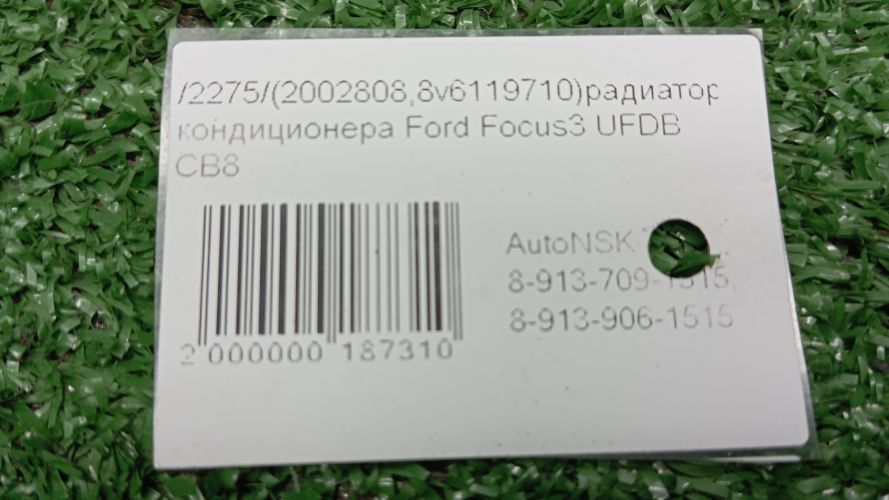 /2275/(2002808,8v6119710)радиатор
кондиционера Ford Focus3 UFDB
CB8
AutoNSK
8-913-709-1515,
8-913-906-1515
2 000000 187310